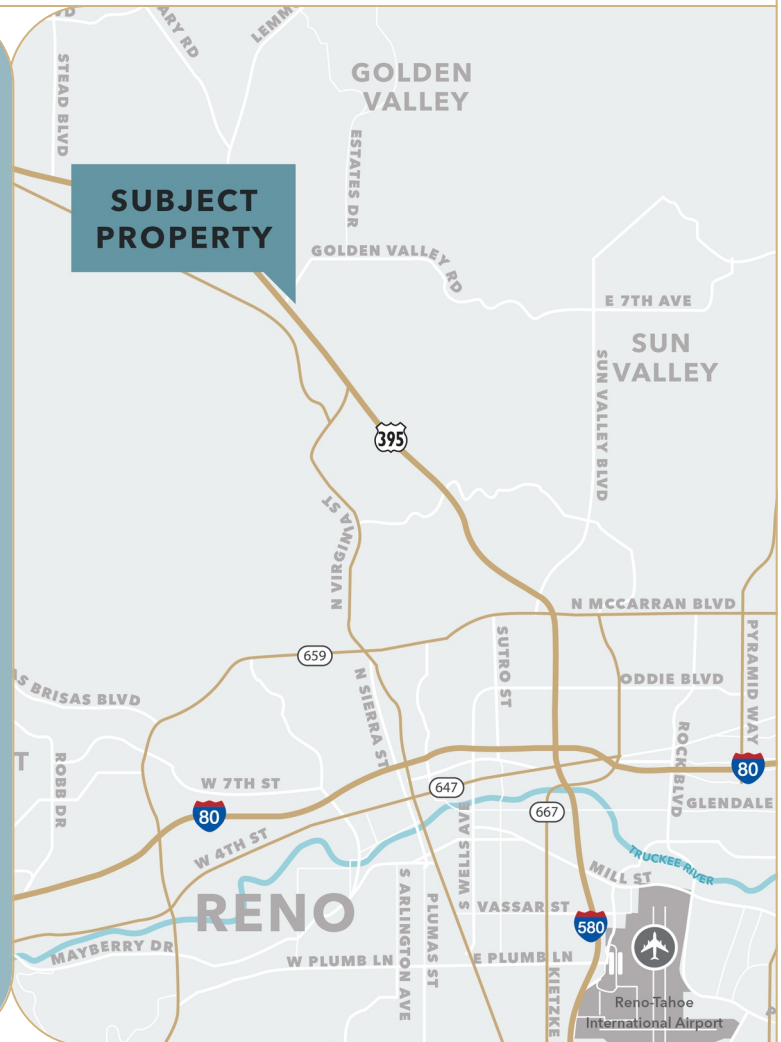 STEAD BLVD
GOLDEN
VALLEY
ESTATES DR
SUBJECT
PROPERTY
GOLDEN VALLEY RD
E 7TH AVE
SUN
VALLEY
SUN VALLEY BLVD
395
N VIRGINIA ST
N MCCARRAN BLVD
659
SUTRO ST
PYRAMID WAY
N SIERRA ST
ODDIE BLVD
AS BRISAS BLVD
ROCK BLVD
T
ROBB DR
W 7TH ST
647
80
80
667
GLENDALE
W 4TH ST
S WELLS AVE
TRUCKEE RIVER
MILL ST
RENO
S ARLINGTON AVE
PLUMAS ST
VASSAR ST
580
MAYBERRY DR
W PLUMB LN
E PLUMB LN
KIETZKE
Reno-Tahoe
International Airport